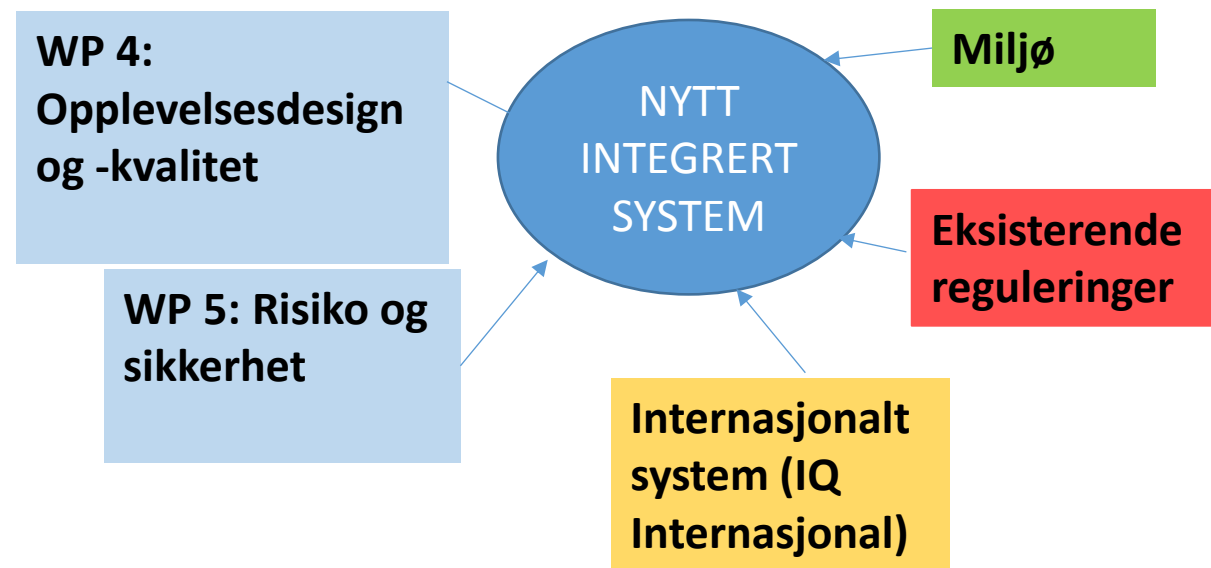 WP 4:
Opplevelsesdesign
og -kvalitet
NYTT
INTEGRERT
SYSTEM
Miljø
WP 5: Risiko og
sikkerhet
Eksisterende
reguleringer
Internasjonalt
system (IQ
Internasjonal)